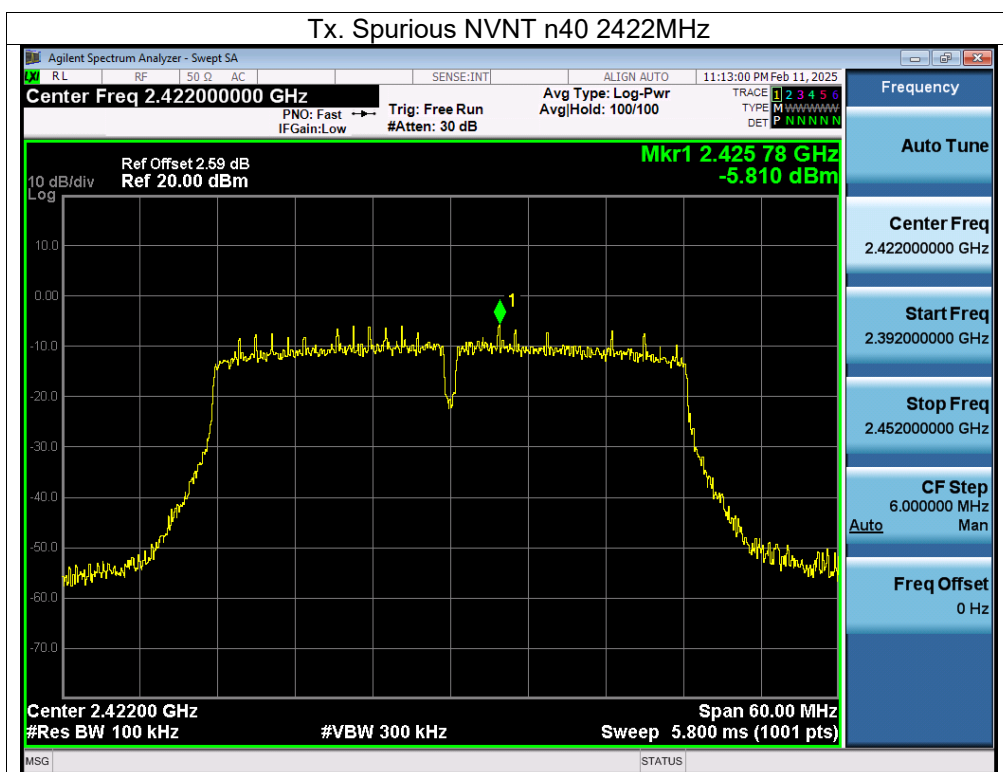 Tx. Spurious NVNT n40 2422MHz
Agilent Spectrum Analyzer - Swept SA
LXI RL RF 50 Ω AC SENSE:INT ALIGN AUTO 11:13:00 PM Feb 11, 2025
Center Freq 2.422000000 GHz
PNO: Fast
IFGain:Low
Trig: Free Run
#Atten: 30 dB
Avg Type: Log-Pwr
Avg|Hold: 100/100
TRACE 1 2 3 4 5 6
TYPE M WWWWW
DET P N N N N N
Mkr1 2.425 78 GHz
-5.810 dBm
Ref Offset 2.59 dB
10 dB/div Ref 20.00 dBm
Log
10.0
0.00
-10.0
-20.0
-30.0
-40.0
-50.0
-60.0
-70.0
1
Center 2.42200 GHz Span 60.00 MHz
#Res BW 100 kHz #VBW 300 kHz Sweep 5.800 ms (1001 pts)
MSG STATUS
Frequency
Auto Tune
Center Freq
2.422000000 GHz
Start Freq
2.392000000 GHz
Stop Freq
2.452000000 GHz
CF Step
6.000000 MHz
Auto Man
Freq Offset
0 Hz